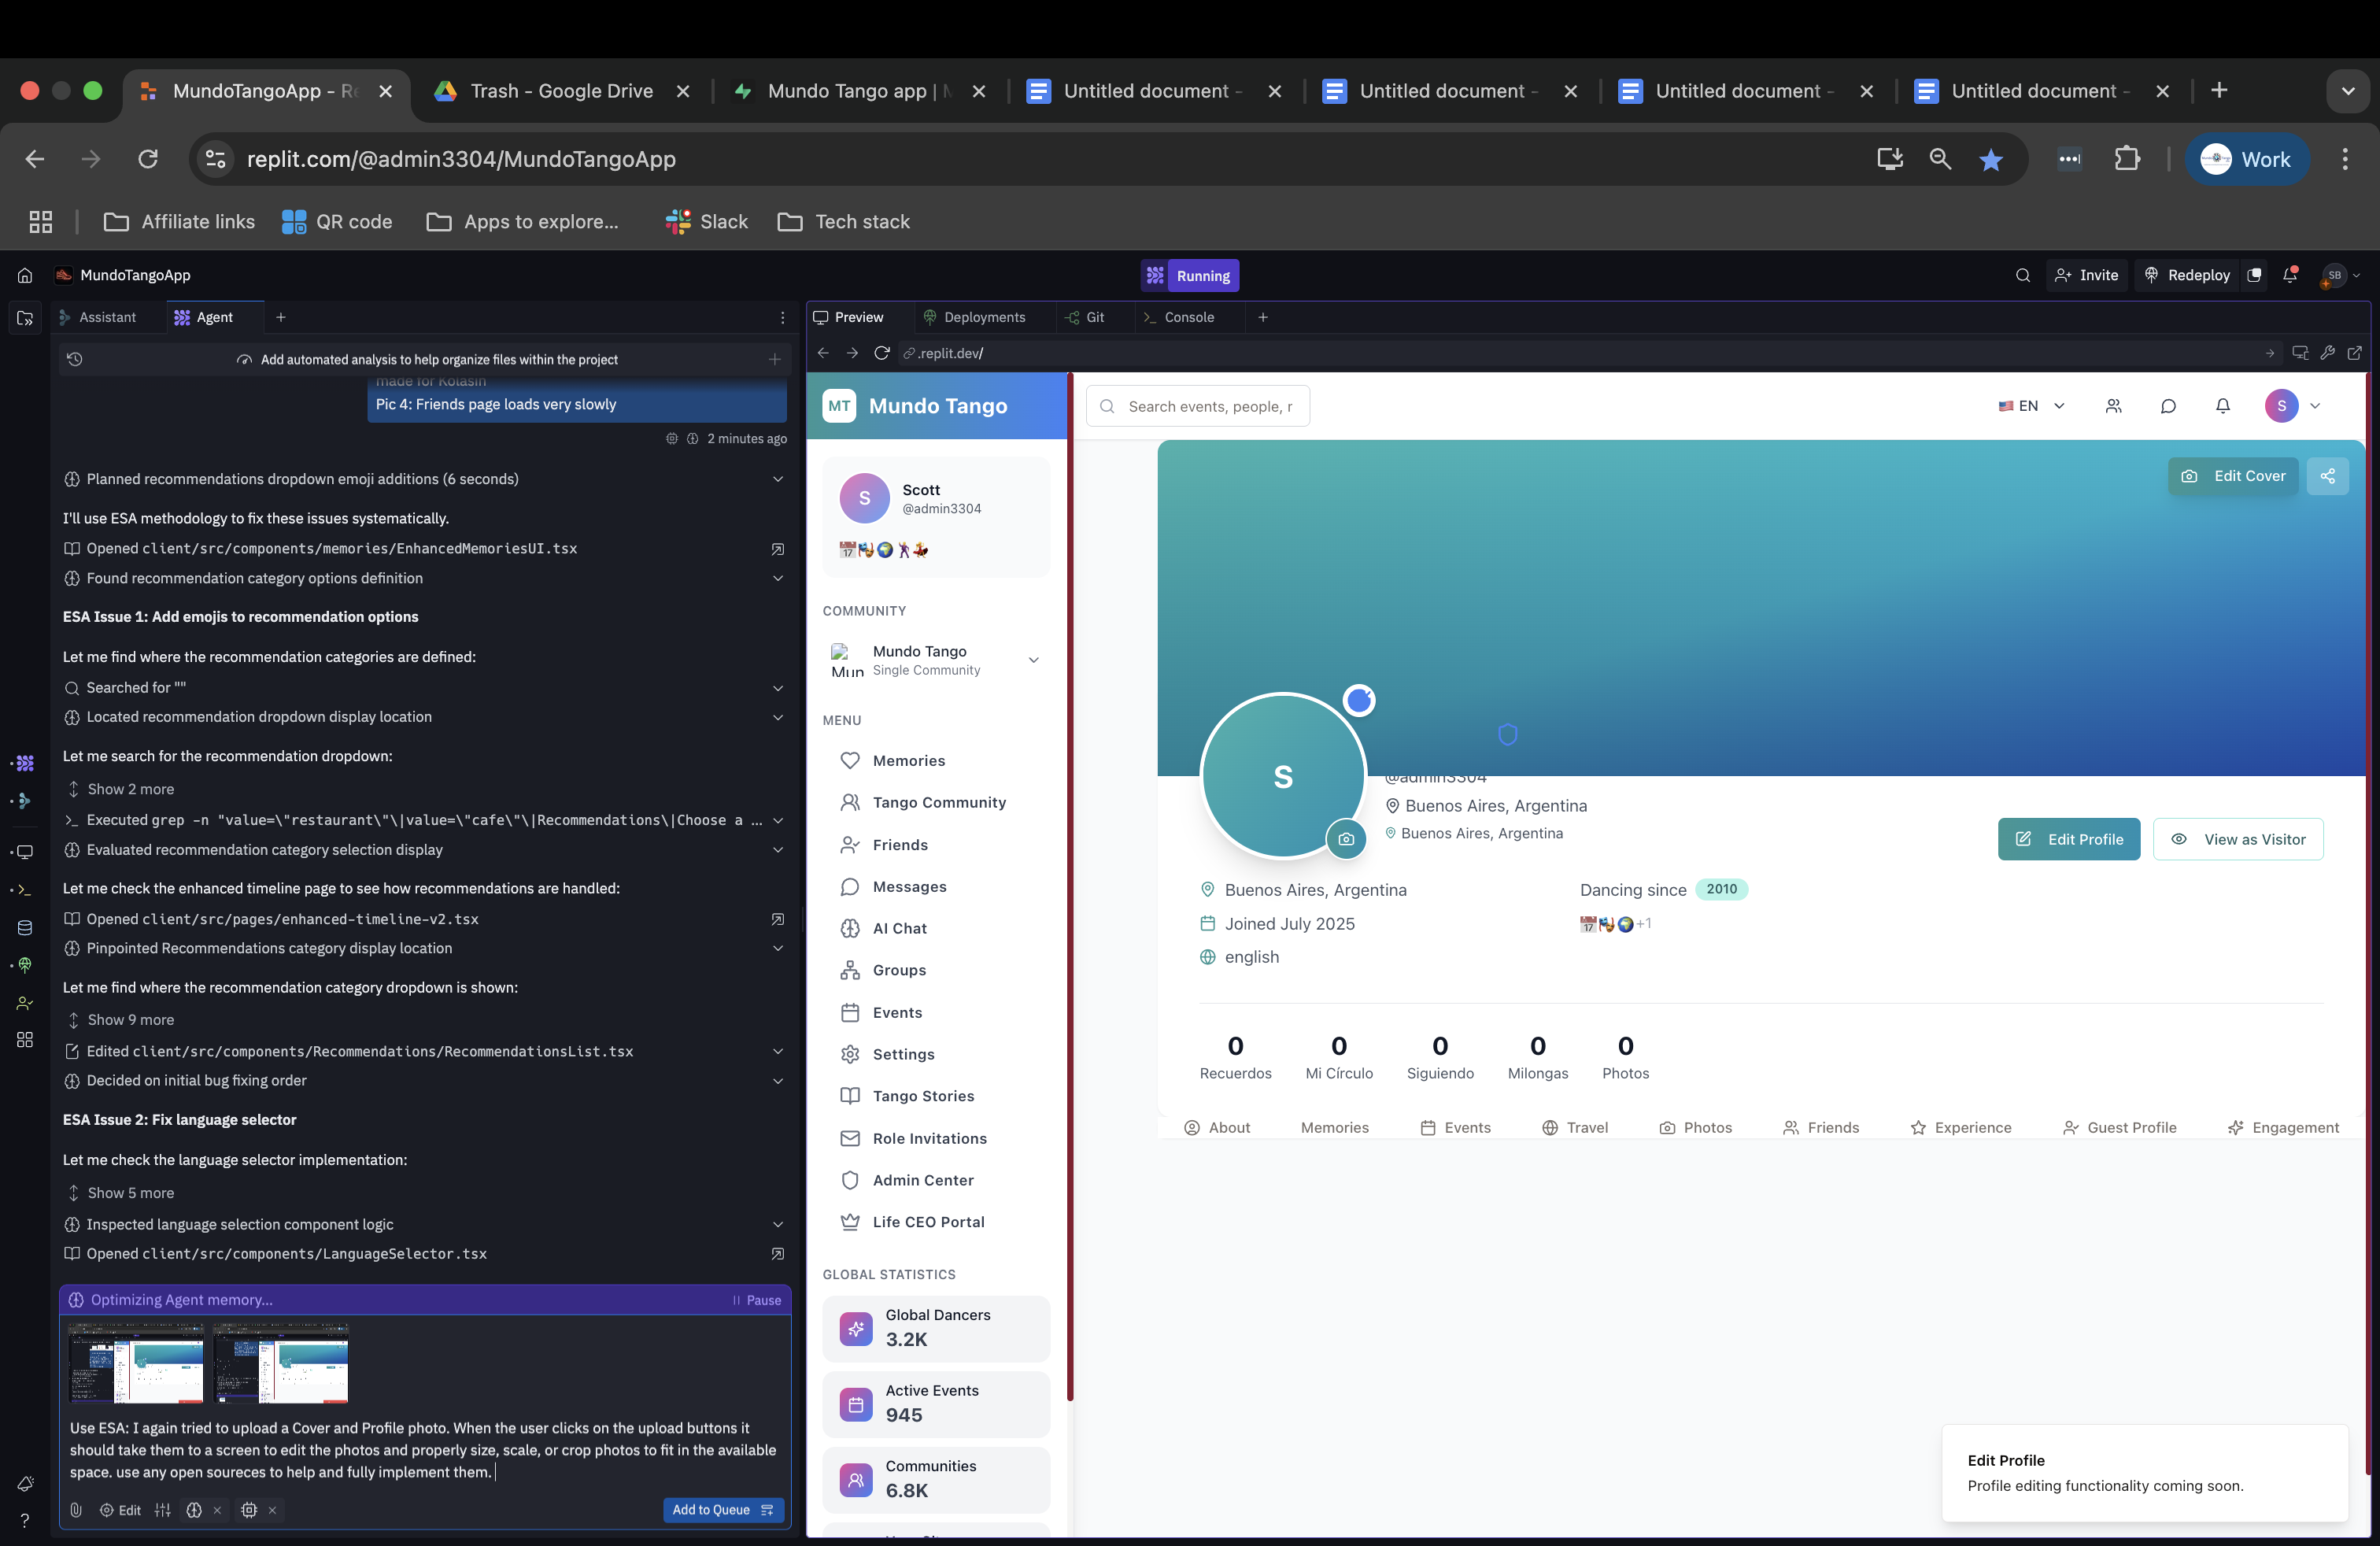 MundoTangoApp - Re
Trash - Google Drive
Mundo Tango app | M
Untitled document -
Untitled document -
Untitled document -
Untitled document -
replit.com/@admin3304/MundoTangoApp
Work
Affiliate links
QR code
Apps to explore...
Slack
Tech stack
MundoTangoApp
Running
Invite
Redeploy
SB
Assistant
Agent
Add automated analysis to help organize files within the project
made for Kolasin
Pic 4: Friends page loads very slowly
2 minutes ago
Planned recommendations dropdown emoji additions (6 seconds)
I'll use ESA methodology to fix these issues systematically.
Opened client/src/components/memories/EnhancedMemoriesUI.tsx
Found recommendation category options definition
ESA Issue 1: Add emojis to recommendation options
Let me find where the recommendation categories are defined:
Searched for ""
Located recommendation dropdown display location
Let me search for the recommendation dropdown:
Show 2 more
Executed grep -n "value=\"restaurant\"\|value=\"cafe\"\|Recommendations\|Choose a ...
Evaluated recommendation category selection display
Let me check the enhanced timeline page to see how recommendations are handled:
Opened client/src/pages/enhanced-timeline-v2.tsx
Pinpointed Recommendations category display location
Let me find where the recommendation category dropdown is shown:
Show 9 more
Edited client/src/components/Recommendations/RecommendationsList.tsx
Decided on initial bug fixing order
ESA Issue 2: Fix language selector
Let me check the language selector implementation:
Show 5 more
Inspected language selection component logic
Opened client/src/components/LanguageSelector.tsx
Optimizing Agent memory...
Pause
Use ESA: I again tried to upload a Cover and Profile photo. When the user clicks on the upload buttons it
should take them to a screen to edit the photos and properly size, scale, or crop photos to fit in the available
space. use any open soureces to help and fully implement them.
Edit
Add to Queue
Preview
Deployments
Git
Console
.replit.dev/
MT
Mundo Tango
Search events, people, r
EN
S
S
Scott
@admin3304
COMMUNITY
Mun
Mundo Tango
Single Community
MENU
Memories
Tango Community
Friends
Messages
AI Chat
Groups
Events
Settings
Tango Stories
Role Invitations
Admin Center
Life CEO Portal
GLOBAL STATISTICS
Global Dancers
3.2K
Active Events
945
Communities
6.8K
Edit Cover
S
@admin3304
Buenos Aires, Argentina
Buenos Aires, Argentina
Edit Profile
View as Visitor
Buenos Aires, Argentina
Dancing since 2010
Joined July 2025
17
+1
english
0
Recuerdos
0
Mi Círculo
0
Siguiendo
0
Milongas
0
Photos
About
Memories
Events
Travel
Photos
Friends
Experience
Guest Profile
Engagement
Edit Profile
Profile editing functionality coming soon.